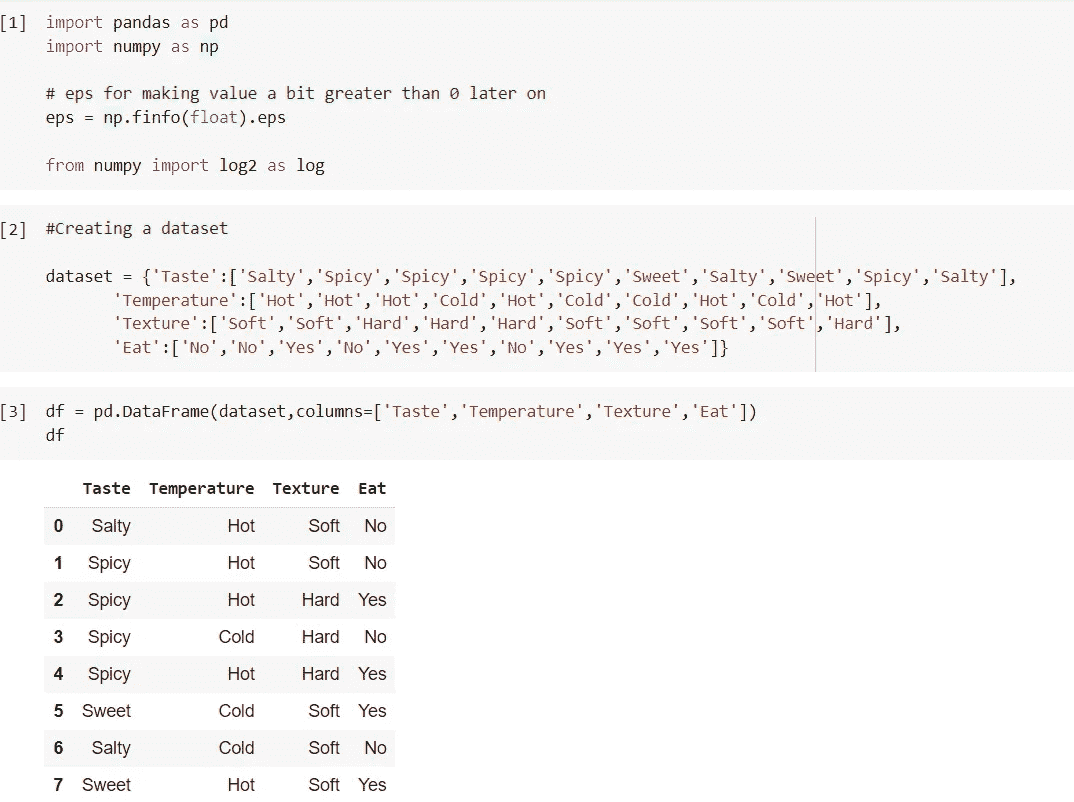 [1] import pandas as pd
import numpy as np
# eps for making value a bit greater than 0 later on
eps = np.finfo(float).eps
from numpy import log2 as log
[2] #Creating a dataset
dataset = {'Taste':['Salty','Spicy','Spicy','Spicy','Spicy','Sweet','Salty','Sweet','Spicy','Salty'],
'Temperature':['Hot','Hot','Hot','Cold','Hot','Cold','Cold','Hot','Cold','Hot'],
'Texture':['Soft','Soft','Hard','Hard','Hard','Soft','Soft','Soft','Soft','Hard'],
'Eat':['No','No','Yes','No','Yes','Yes','No','Yes','Yes','Yes']}
[3] df = pd.DataFrame(dataset,columns=['Taste','Temperature','Texture','Eat'])
df
Taste Temperature Texture Eat
0 Salty Hot Soft No
1 Spicy Hot Soft No
2 Spicy Hot Hard Yes
3 Spicy Cold Hard No
4 Spicy Hot Hard Yes
5 Sweet Cold Soft Yes
6 Salty Cold Soft No
7 Sweet Hot Soft Yes